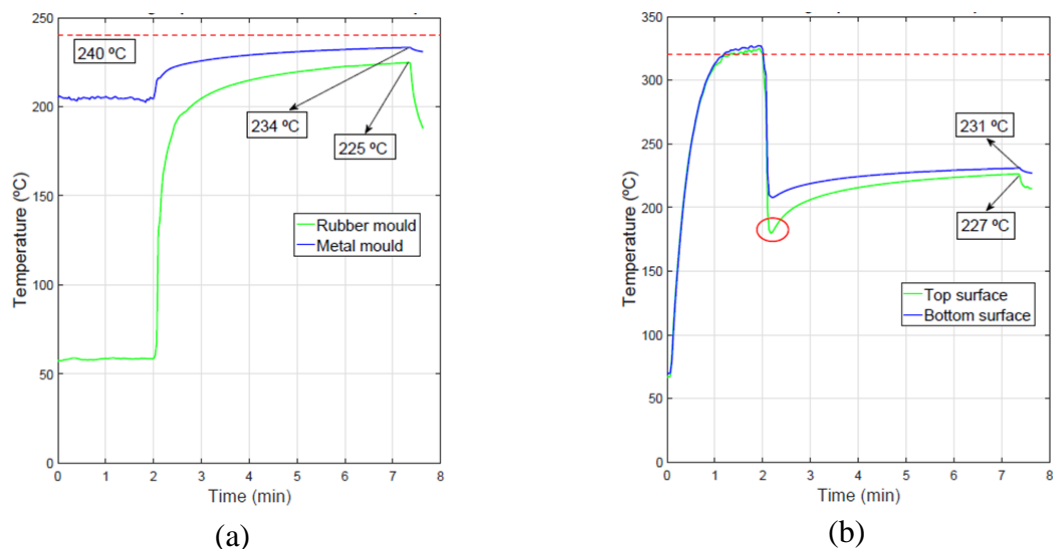 250
200
150
100
50
0
0 1 2 3 4 5 6 7 8
Temperature (ºC)
Time (min)
240 ºC
234 ºC
225 ºC
Rubber mould
Metal mould
(a)
350
300
250
200
150
100
50
0
0 1 2 3 4 5 6 7 8
Temperature (ºC)
Time (min)
231 ºC
227 ºC
Top surface
Bottom surface
(b)